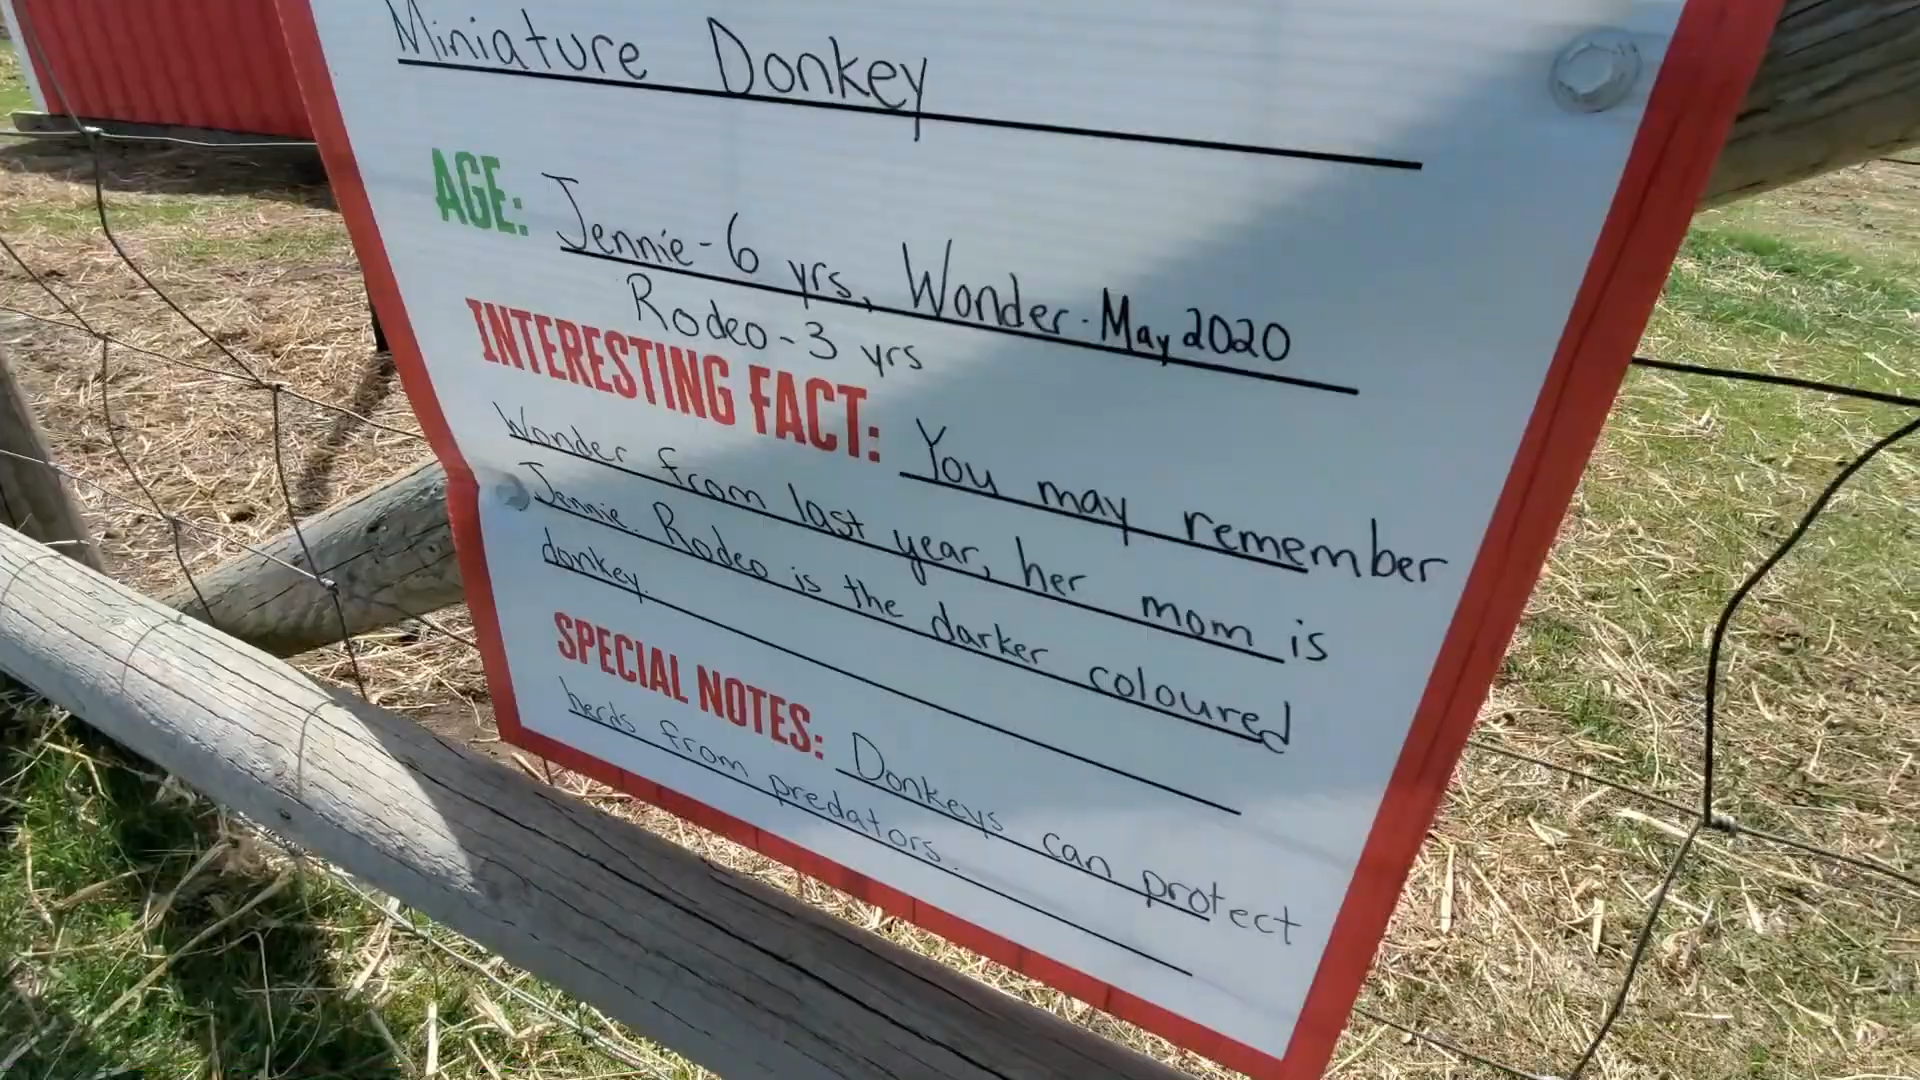 Miniature Donkey
AGE: Jennie - 6 yrs, Wonder - May 2020
Rodeo - 3 yrs
INTERESTING FACT: You may remember
Wonder from last year, her mom is
Jennie. Rodeo is the darker coloured
donkey.
SPECIAL NOTES: Donkeys can protect
herds from predators.